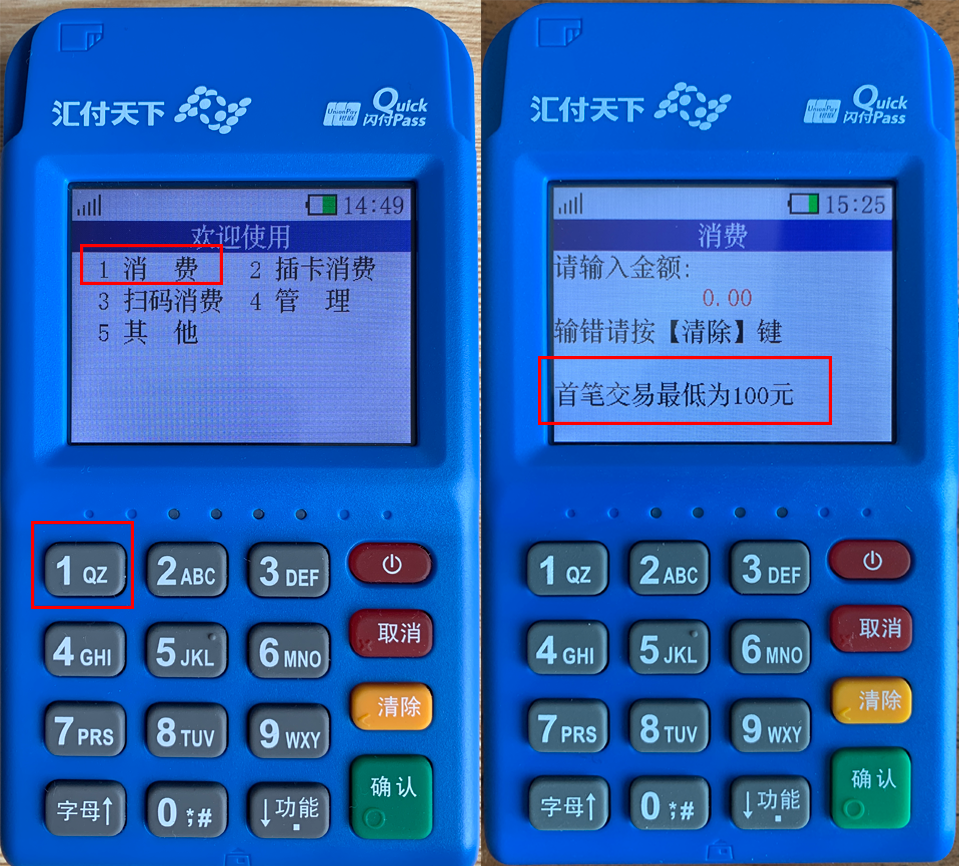 汇付天下
UnionPay
银联
Quick
闪付Pass
14:49
欢迎使用
1 消 费 2 插卡消费
3 扫码消费 4 管 理
5 其 他
1 QZ
2 ABC
3 DEF
4 GHI
5 JKL
6 MNO
取消
7 PRS
8 TUV
9 WXY
清除
字母↑
0 ;*#
↓功能.
确认
汇付天下
UnionPay
银联
Quick
闪付Pass
15:25
消费
请输入金额:
0.00
输错请按【清除】键
首笔交易最低为100元
1 QZ
2 ABC
3 DEF
4 GHI
5 JKL
6 MNO
取消
7 PRS
8 TUV
9 WXY
清除
字母↑
0 ;*#
↓功能.
确认